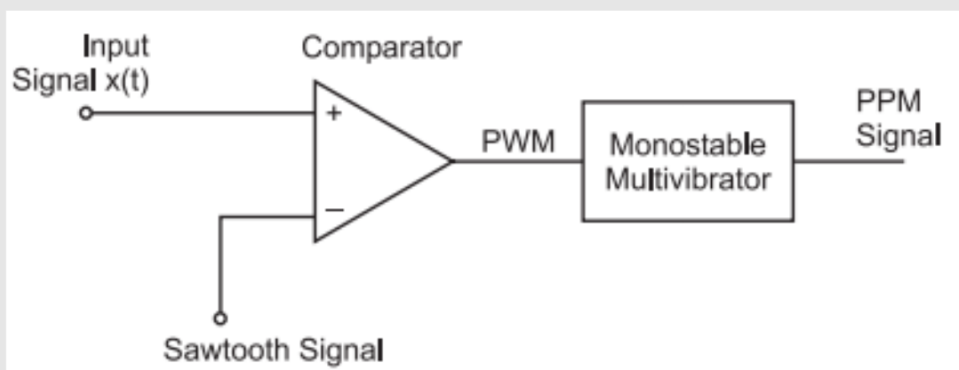 Input
Signal x(t)
Comparator
+
−
PWM
Monostable
Multivibrator
PPM
Signal
Sawtooth Signal